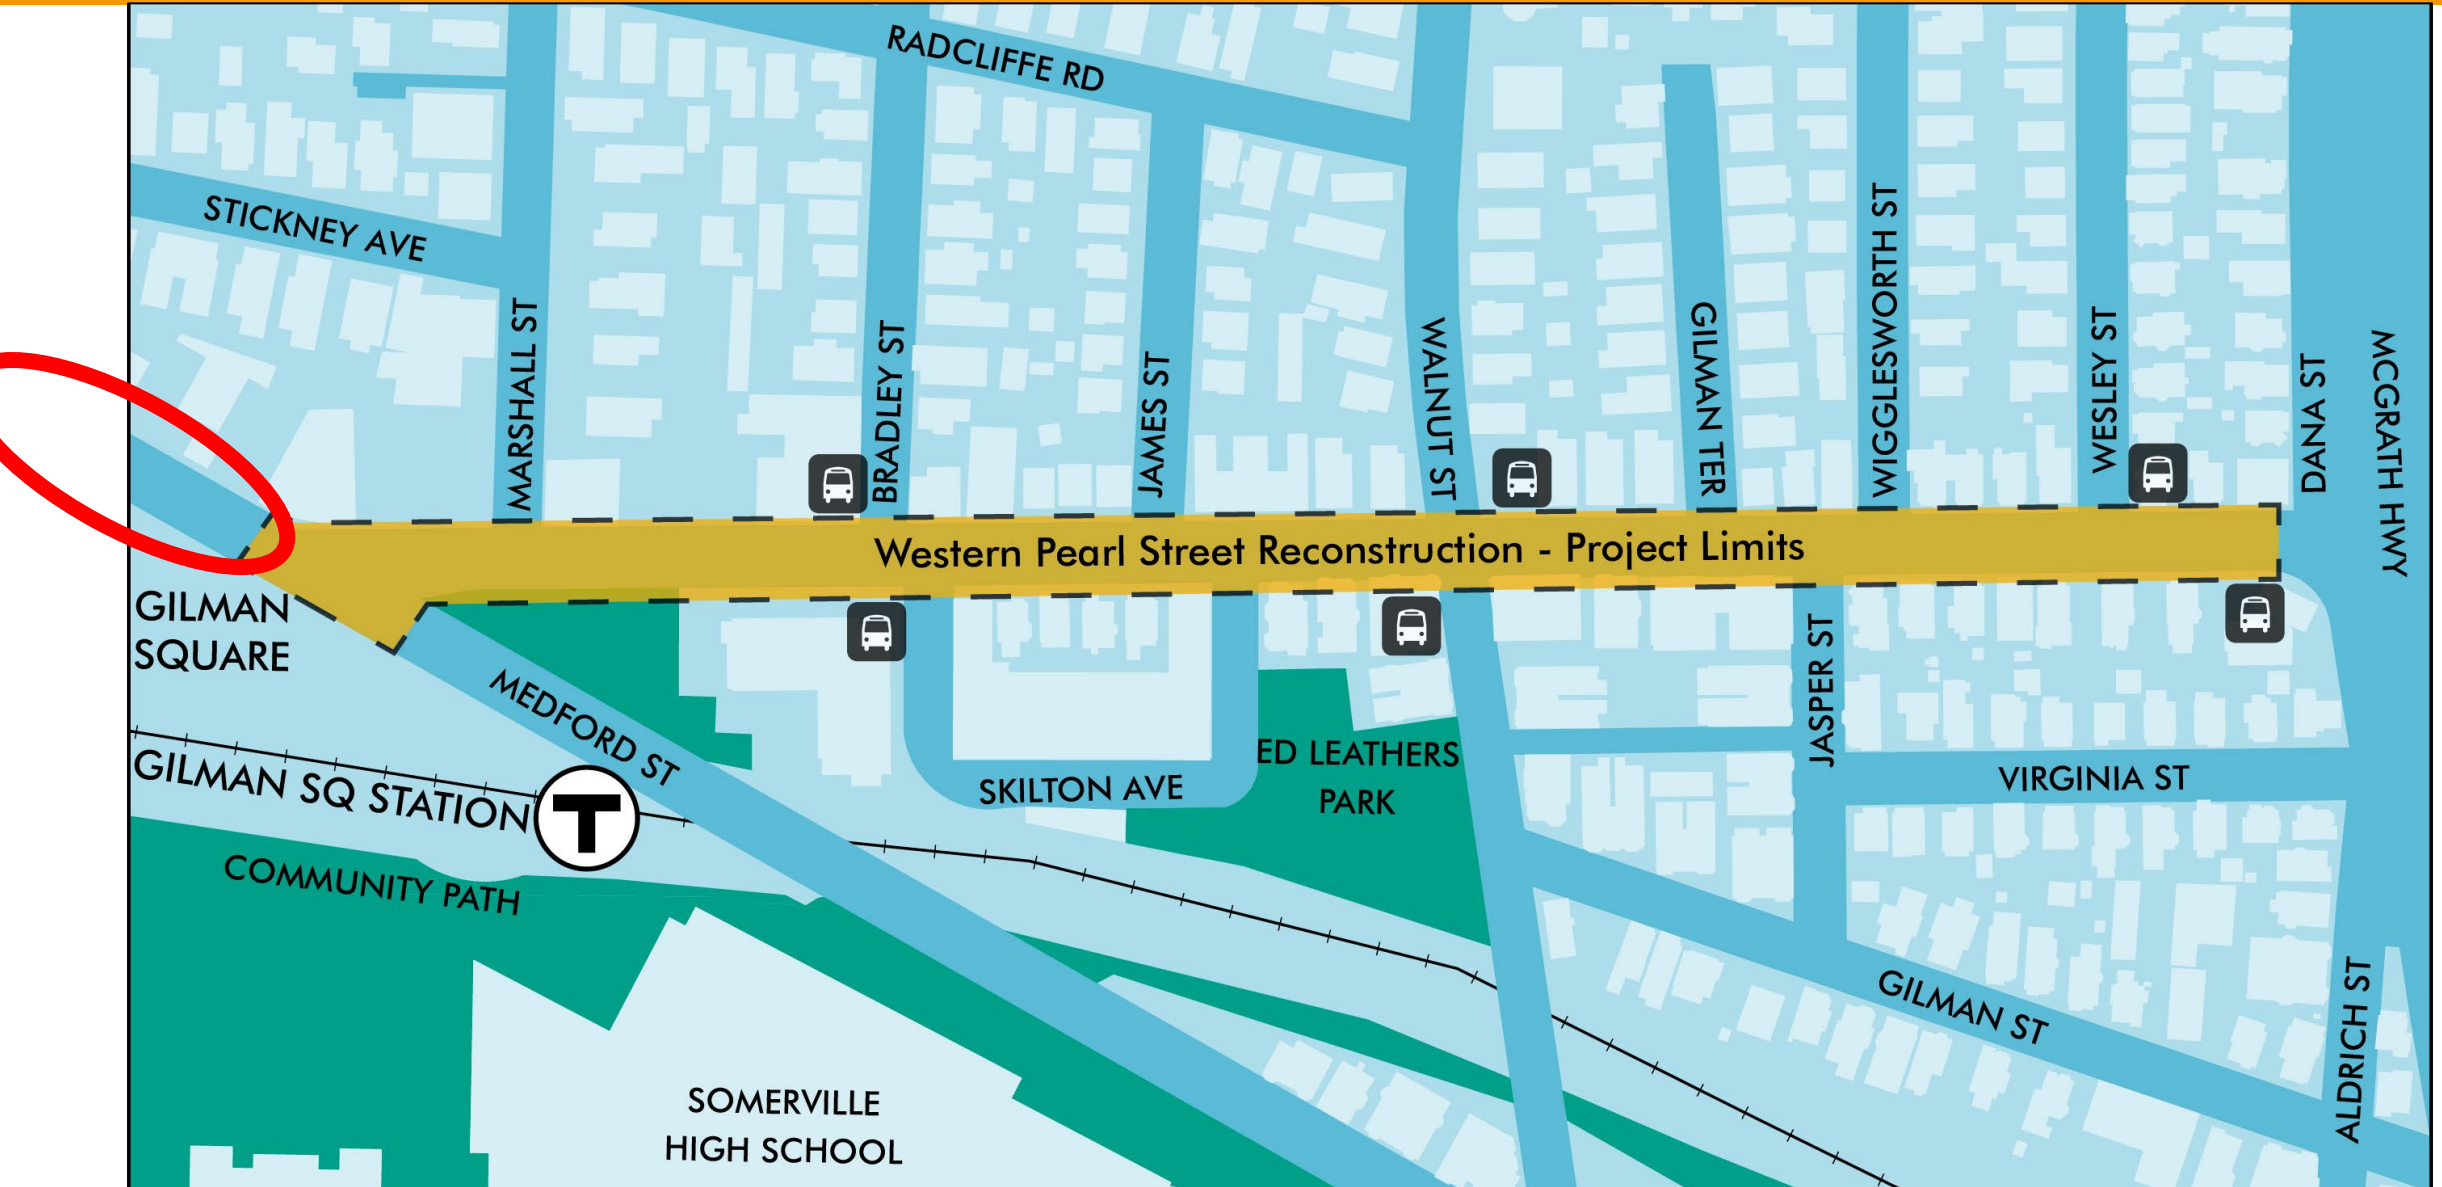 RADCLIFFE RD
STICKNEY AVE
MARSHALL ST
BRADLEY ST
JAMES ST
WALNUT ST
GILMAN TER
WIGGLESWORTH ST
WESLEY ST
DANA ST
MCGRATH HWY
Western Pearl Street Reconstruction - Project Limits
GILMAN
SQUARE
MEDFORD ST
GILMAN SQ STATION
T
COMMUNITY PATH
SKILTON AVE
ED LEATHERS
PARK
JASPER ST
VIRGINIA ST
GILMAN ST
ALDRICH ST
SOMERVILLE
HIGH SCHOOL